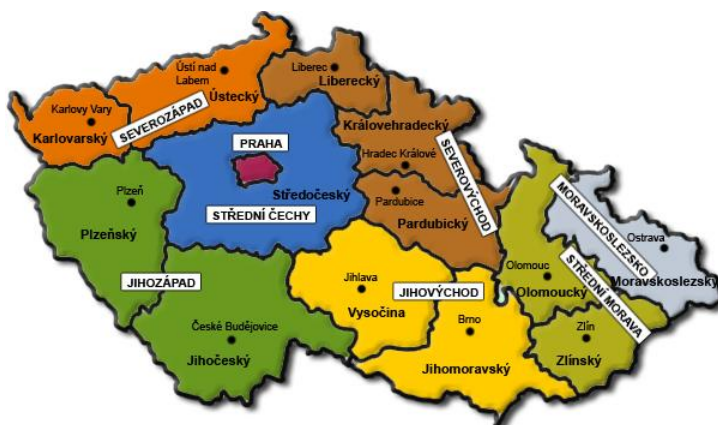 Ústí nad
Labem
Ústecký
Liberec
Liberecký
Karlovy Vary
Karlovarský
SEVEROZÁPAD
Královehradecký
Hradec Králové
PRAHA
Středočeský
STŘEDNÍ ČECHY
SEVEROVÝCHOD
Pardubice
Pardubický
Plzeň
Plzeňský
JIHOZÁPAD
České Budějovice
Jihočeský
Jihlava
Vysočina
JIHOVÝCHOD
Brno
Jihomoravský
Olomouc
Olomoucký
STŘEDNÍ MORAVA
MORAVSKOSLEZSKO
Ostrava
Moravskoslezský
Zlín
Zlínský